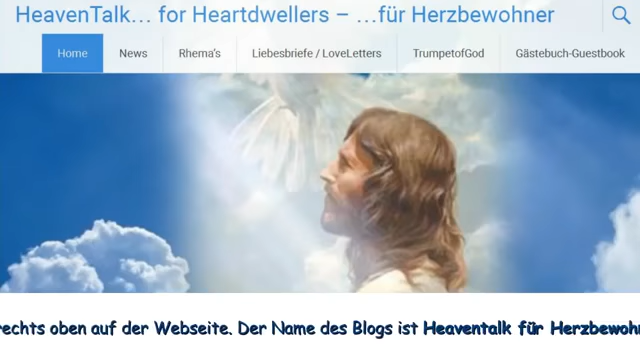 HeavenTalk... for Heartdwellers – ...für Herzbewohner
Home News Rhema's Liebesbriefe / LoveLetters TrumpetofGod Gästebuch-Guestbook
rechts oben auf der Webseite. Der Name des Blogs ist Heaventalk für